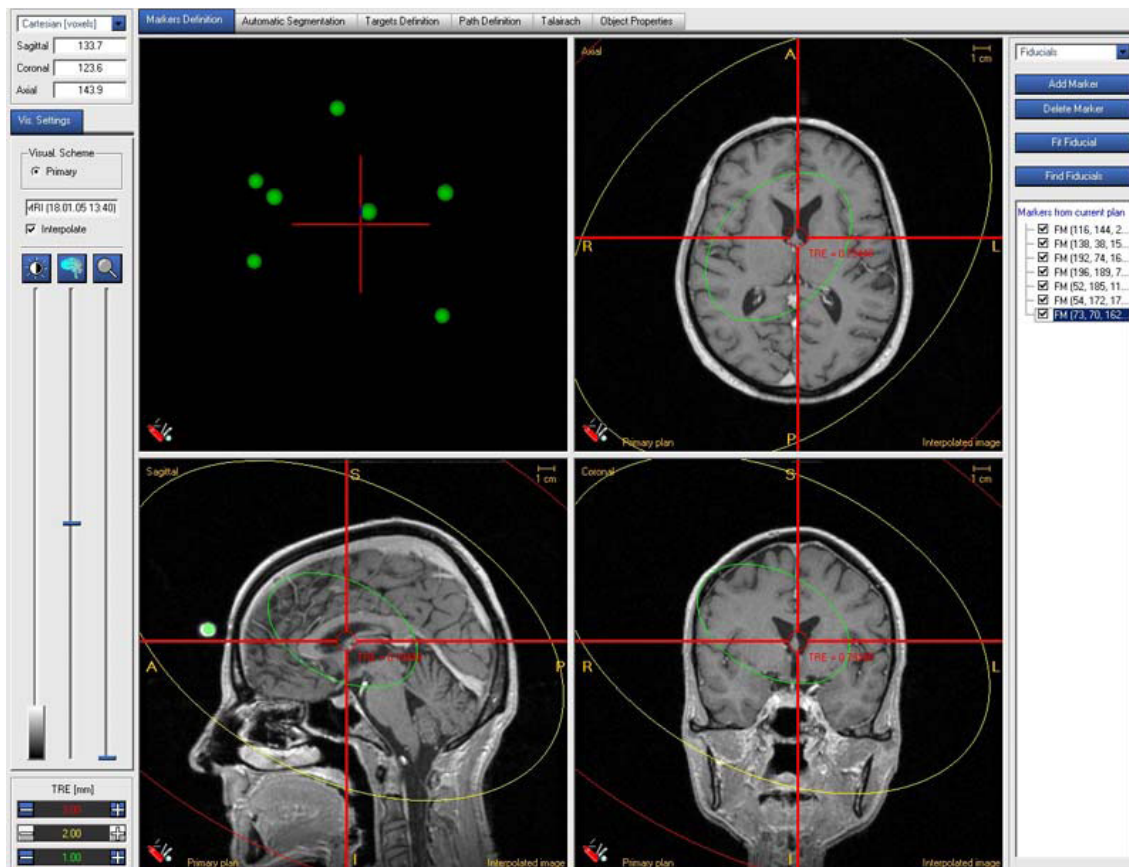 Cartesian [voxels]
Sagittal 133.7
Coronal 123.6
Axial 143.9
Vis. Settings
Visual. Scheme
Primary
MRI (18.01.05 13:40)
Interpolate
TRE [mm]
3.00
2.00
1.00
Markers Definition Automatic Segmentation Targets Definition Path Definition Talairach Object Properties
Axial
A
1 cm
R
L
P
Primary plan
Interpolated image
Sagittal
S
1 cm
A
P
I
Primary plan
Interpolated image
Coronal
S
1 cm
R
L
I
Primary plan
Interpolated image
TRE =
TRE =
TRE =
Fiducials
Add Marker
Delete Marker
Fit Fiducial
Find Fiducials
Markers from current plan
FM (116, 144, 2...
FM (138, 38, 15...
FM (192, 74, 16...
FM (196, 189, 7...
FM (52, 185, 11...
FM (54, 172, 17...
FM (73, 70, 162...